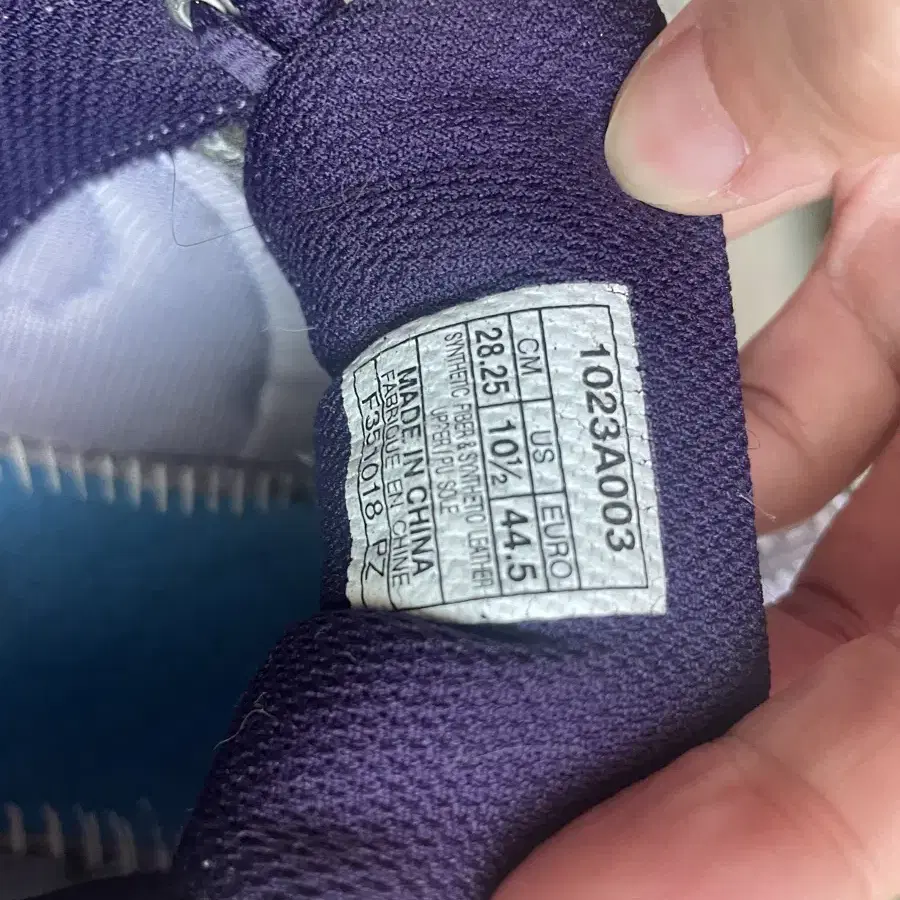 1023A003
CM US EURO.
28.25 10½ 44.5
SYNTHETIC FIBER & SYNTHETIC LEATHER
UPPER / PU SOLE
MADE IN CHINA
FABRIQUE EN CHINE
F351018 PZ